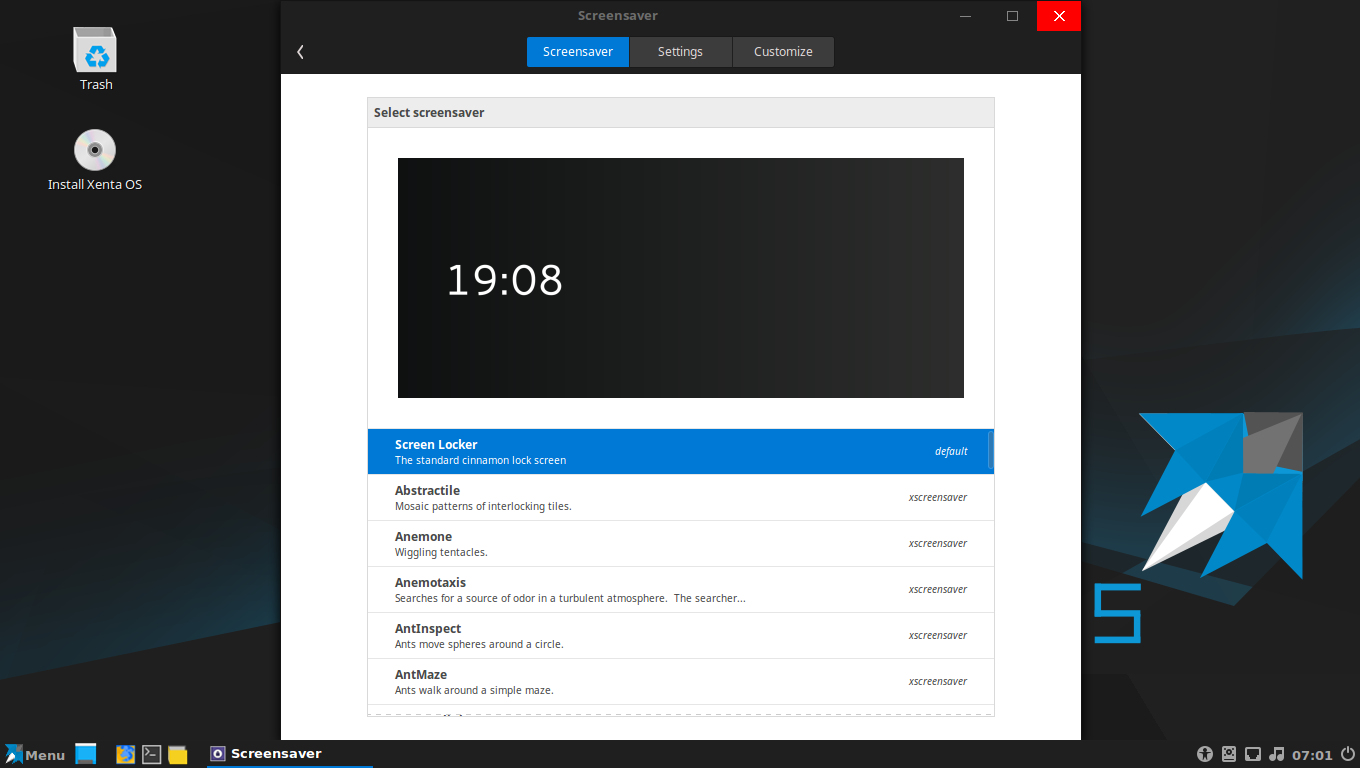 Screensaver
Screensaver Settings Customize
Trash
Install Xenta OS
Select screensaver
19:08
Screen Locker
The standard cinnamon lock screen
default
Abstractile
Mosaic patterns of interlocking tiles.
xscreensaver
Anemone
Wiggling tentacles.
xscreensaver
Anemotaxis
Searches for a source of odor in a turbulent atmosphere.  The searcher...
xscreensaver
AntInspect
Ants move spheres around a circle.
xscreensaver
AntMaze
Ants walk around a simple maze.
xscreensaver
S
Menu
Screensaver
07:01